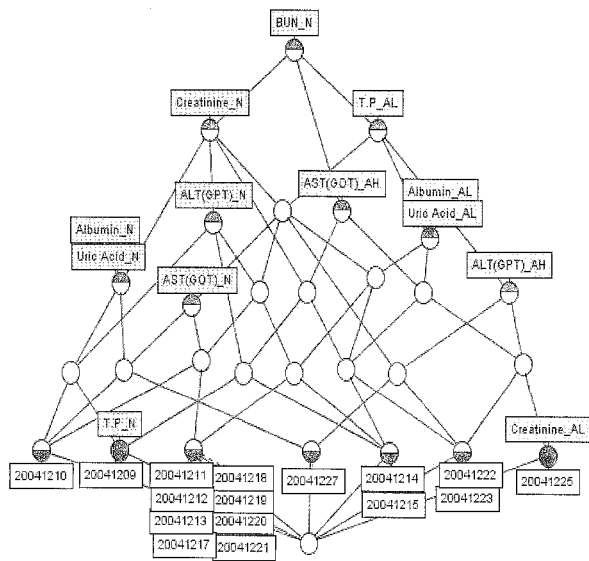 BUN_N
Creatinine_N
T.P_AL
ALT(GPT)_N
AST(GOT)_AH
Albumin_AL
Uric Acid_AL
Albumin_N
Uric Acid_N
AST(GOT)_N
ALT(GPT)_AH
T.P_N
Creatinine_AL
20041210
20041209
20041211
20041218
20041227
20041214
20041222
20041225
20041212
20041219
20041215
20041223
20041213
20041220
20041217
20041221